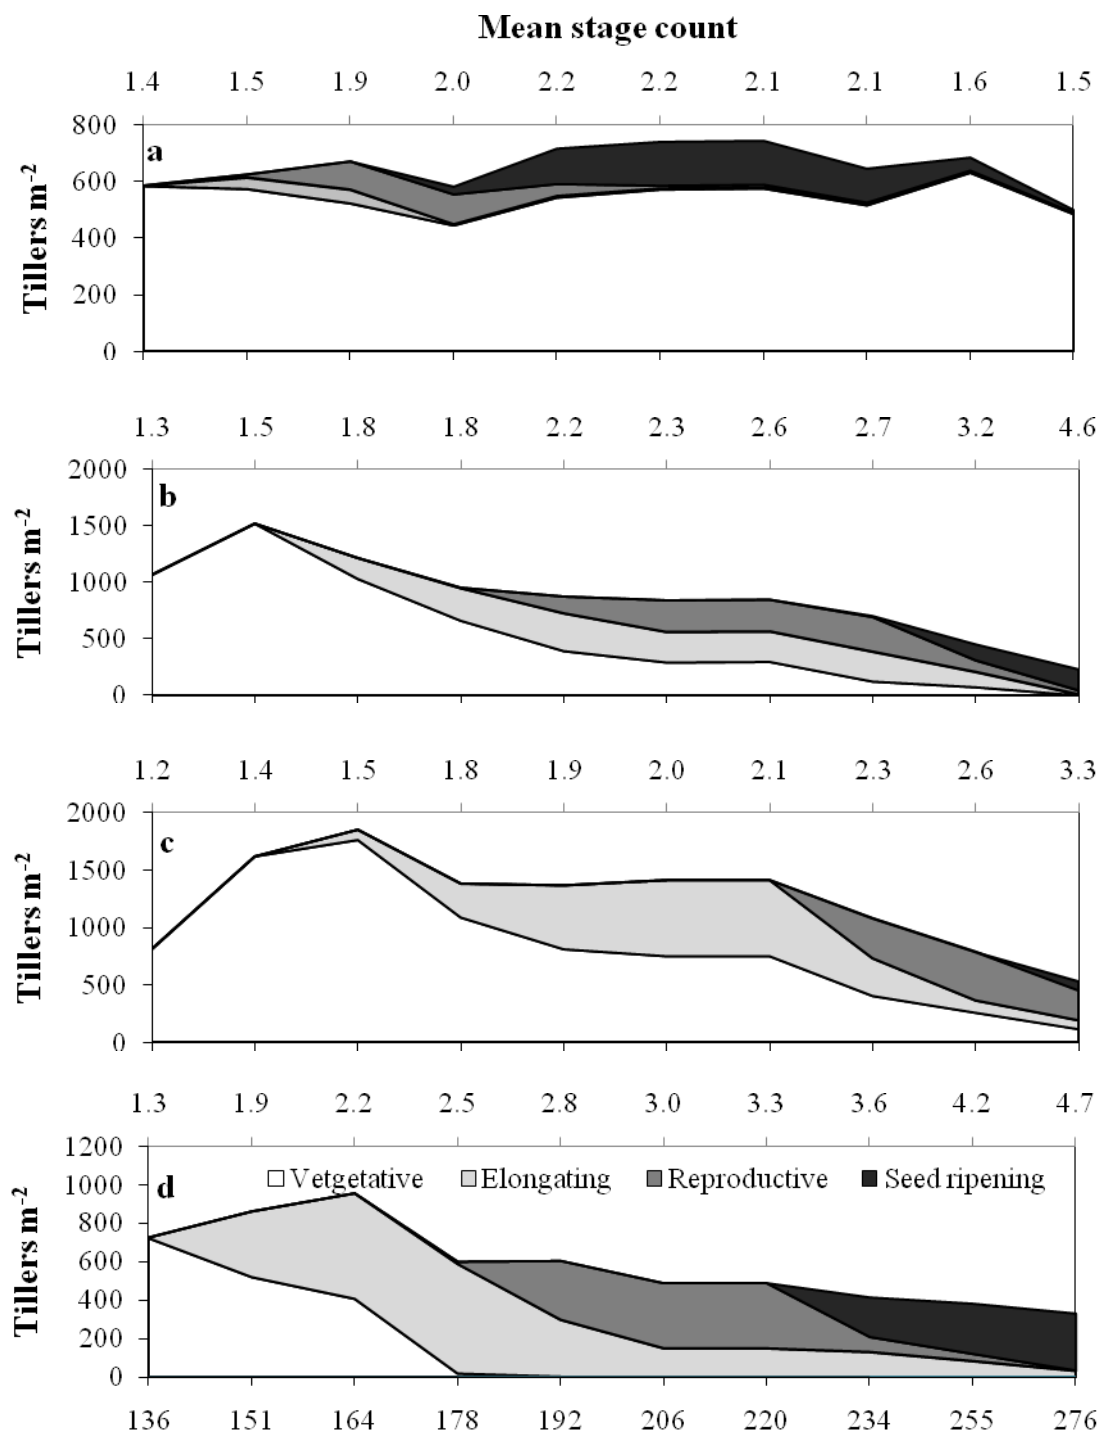 Mean stage count
1.4 1.5 1.9 2.0 2.2 2.2 2.1 2.1 1.6 1.5
800
a
600
400
200
0
Tillers m-2
1.3 1.5 1.8 1.8 2.2 2.3 2.6 2.7 3.2 4.6
2000
b
1500
1000
500
0
Tillers m-2
1.2 1.4 1.5 1.8 1.9 2.0 2.1 2.3 2.6 3.3
2000
c
1500
1000
500
0
Tillers m-2
1.3 1.9 2.2 2.5 2.8 3.0 3.3 3.6 4.2 4.7
1200
d Vetgetative Elongating Reproductive Seed ripening
1000
800
600
400
200
0
Tillers m-2
136 151 164 178 192 206 220 234 255 276